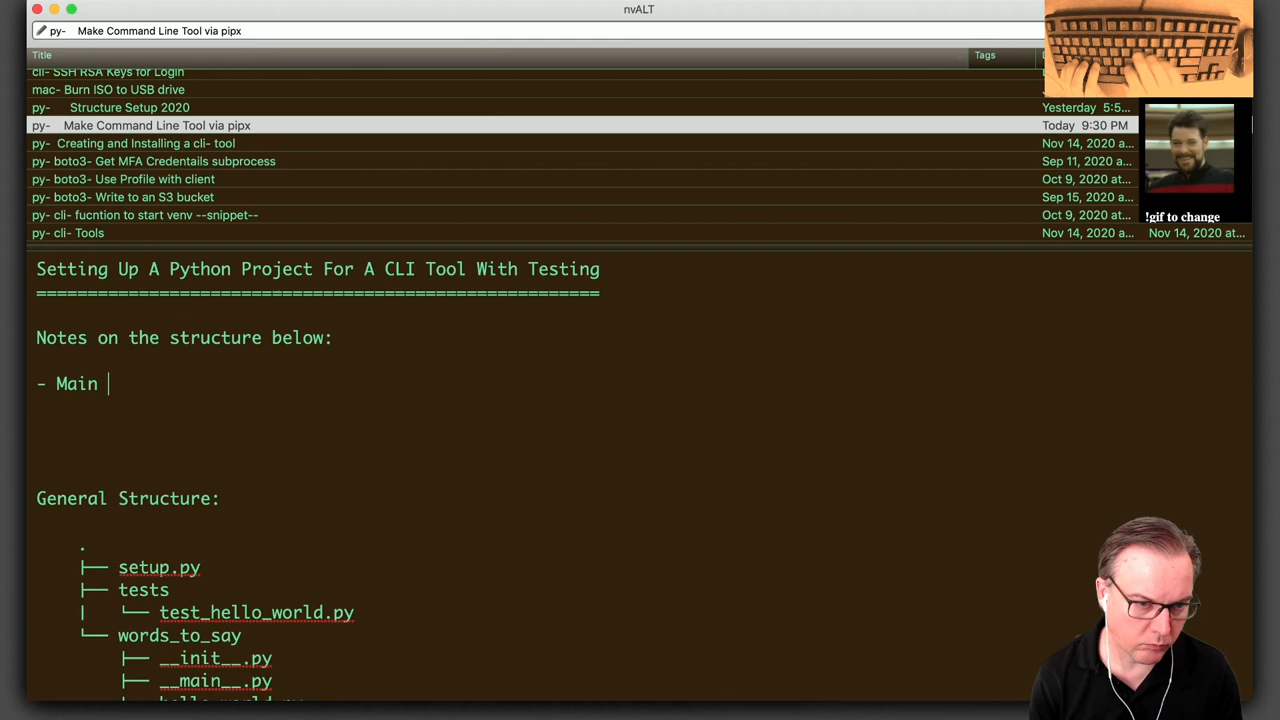 nvALT
py- Make Command Line Tool via pipx
Title Tags
cli- SSH RSA Keys for Login
mac- Burn ISO to USB drive
py- Structure Setup 2020 Yesterday 5:5...
py- Make Command Line Tool via pipx Today 9:30 PM
py- Creating and Installing a cli- tool Nov 14, 2020 a...
py- boto3- Get MFA Credentails subprocess Sep 11, 2020 a...
py- boto3- Use Profile with client Oct 9, 2020 at...
py- boto3- Write to an S3 bucket Sep 15, 2020 a...
py- cli- fucntion to start venv --snippet-- Oct 9, 2020 at...
!gif to change
py- cli- Tools Nov 14, 2020 a... Nov 14, 2020 at...
Setting Up A Python Project For A CLI Tool With Testing
=======================================================
Notes on the structure below:
- Main
General Structure:
.
├── setup.py
├── tests
|   └── test_hello_world.py
└── words_to_say
    ├── __init__.py
    ├── __main__.py